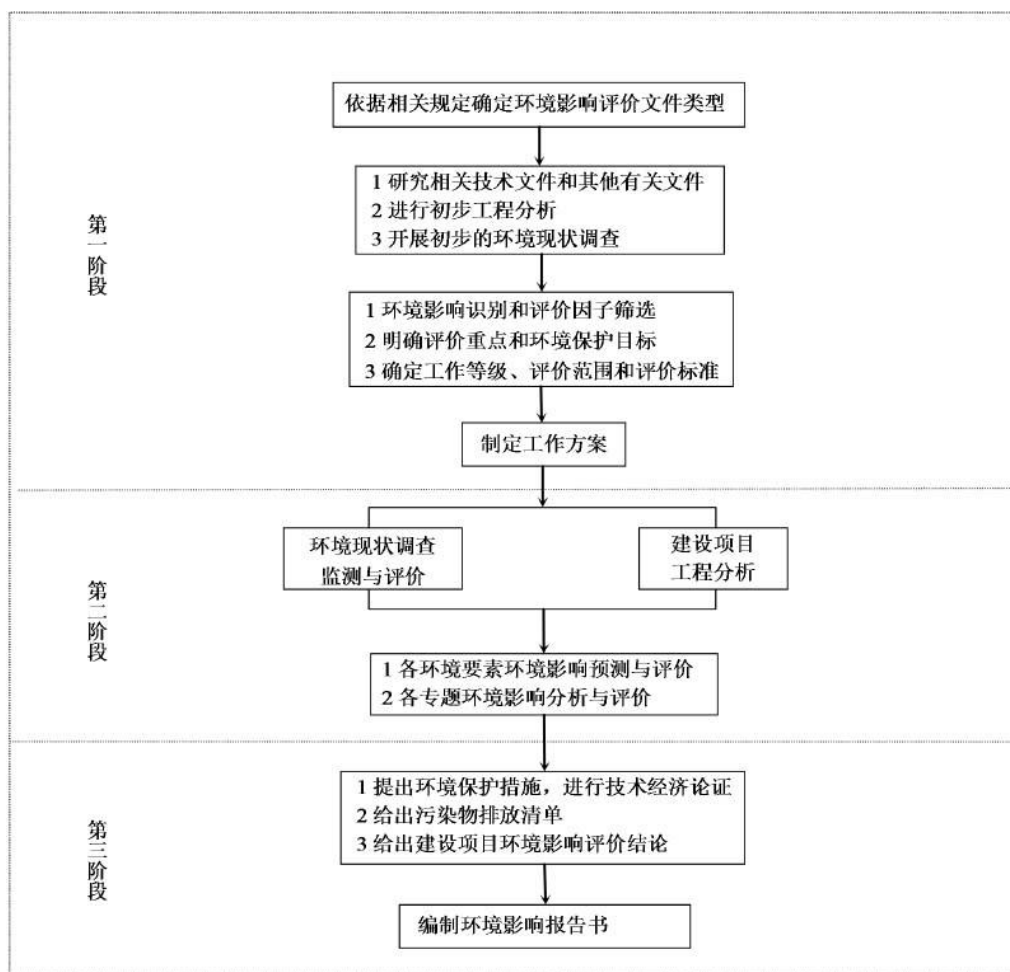 依据相关规定确定环境影响评价文件类型
1 研究相关技术文件和其他有关文件
2 进行初步工程分析
3 开展初步的环境现状调查
第一阶段
1 环境影响识别和评价因子筛选
2 明确评价重点和环境保护目标
3 确定工作等级、评价范围和评价标准
制定工作方案
环境现状调查
监测与评价
建设项目
工程分析
第二阶段
1 各环境要素环境影响预测与评价
2 各专题环境影响分析与评价
1 提出环境保护措施，进行技术经济论证
2 给出污染物排放清单
3 给出建设项目环境影响评价结论
第三阶段
编制环境影响报告书